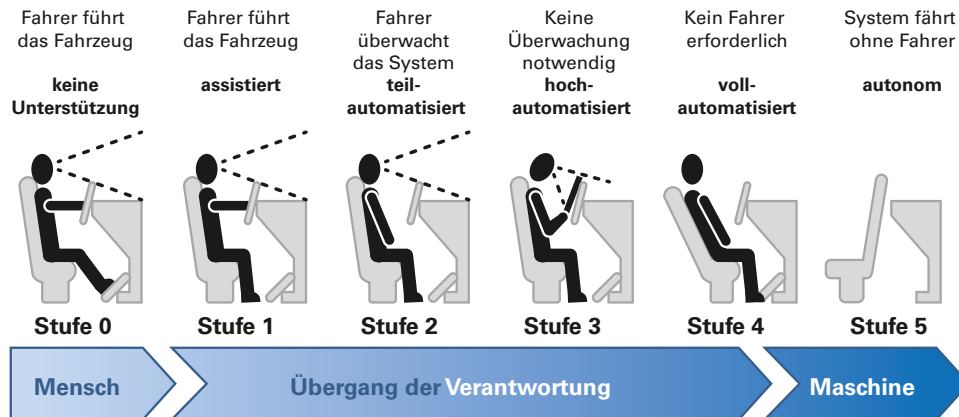 Fahrer führt
das Fahrzeug
keine
Unterstützung
Fahrer führt
das Fahrzeug
assistiert
Fahrer
überwacht
das System
teil-
automatisiert
Keine
Überwachung
notwendig
hoch-
automatisiert
Kein Fahrer
erforderlich
voll-
automatisiert
System fährt
ohne Fahrer
autonom
Stufe 0
Stufe 1
Stufe 2
Stufe 3
Stufe 4
Stufe 5
Mensch
Übergang der Verantwortung
Maschine